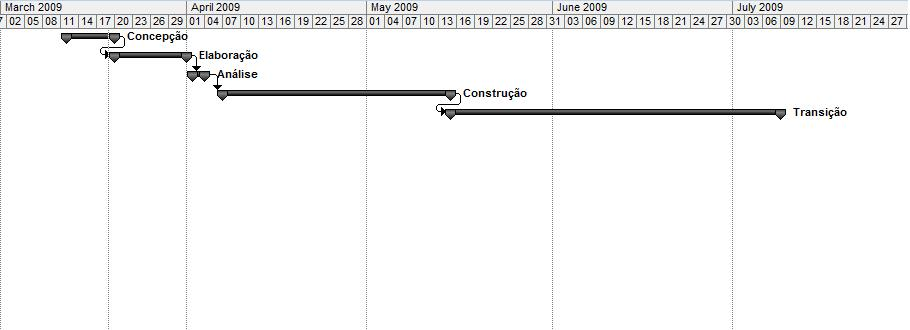 March 2009 April 2009 May 2009 June 2009 July 2009
7 02 05 08 11 14 17 20 23 26 29 01 04 07 10 13 16 19 22 25 28 01 04 07 10 13 16 19 22 25 28 31 03 06 09 12 15 18 21 24 27 30 03 06 09 12 15 18 21 24 27
Concepção
Elaboração
Análise
Construção
Transição